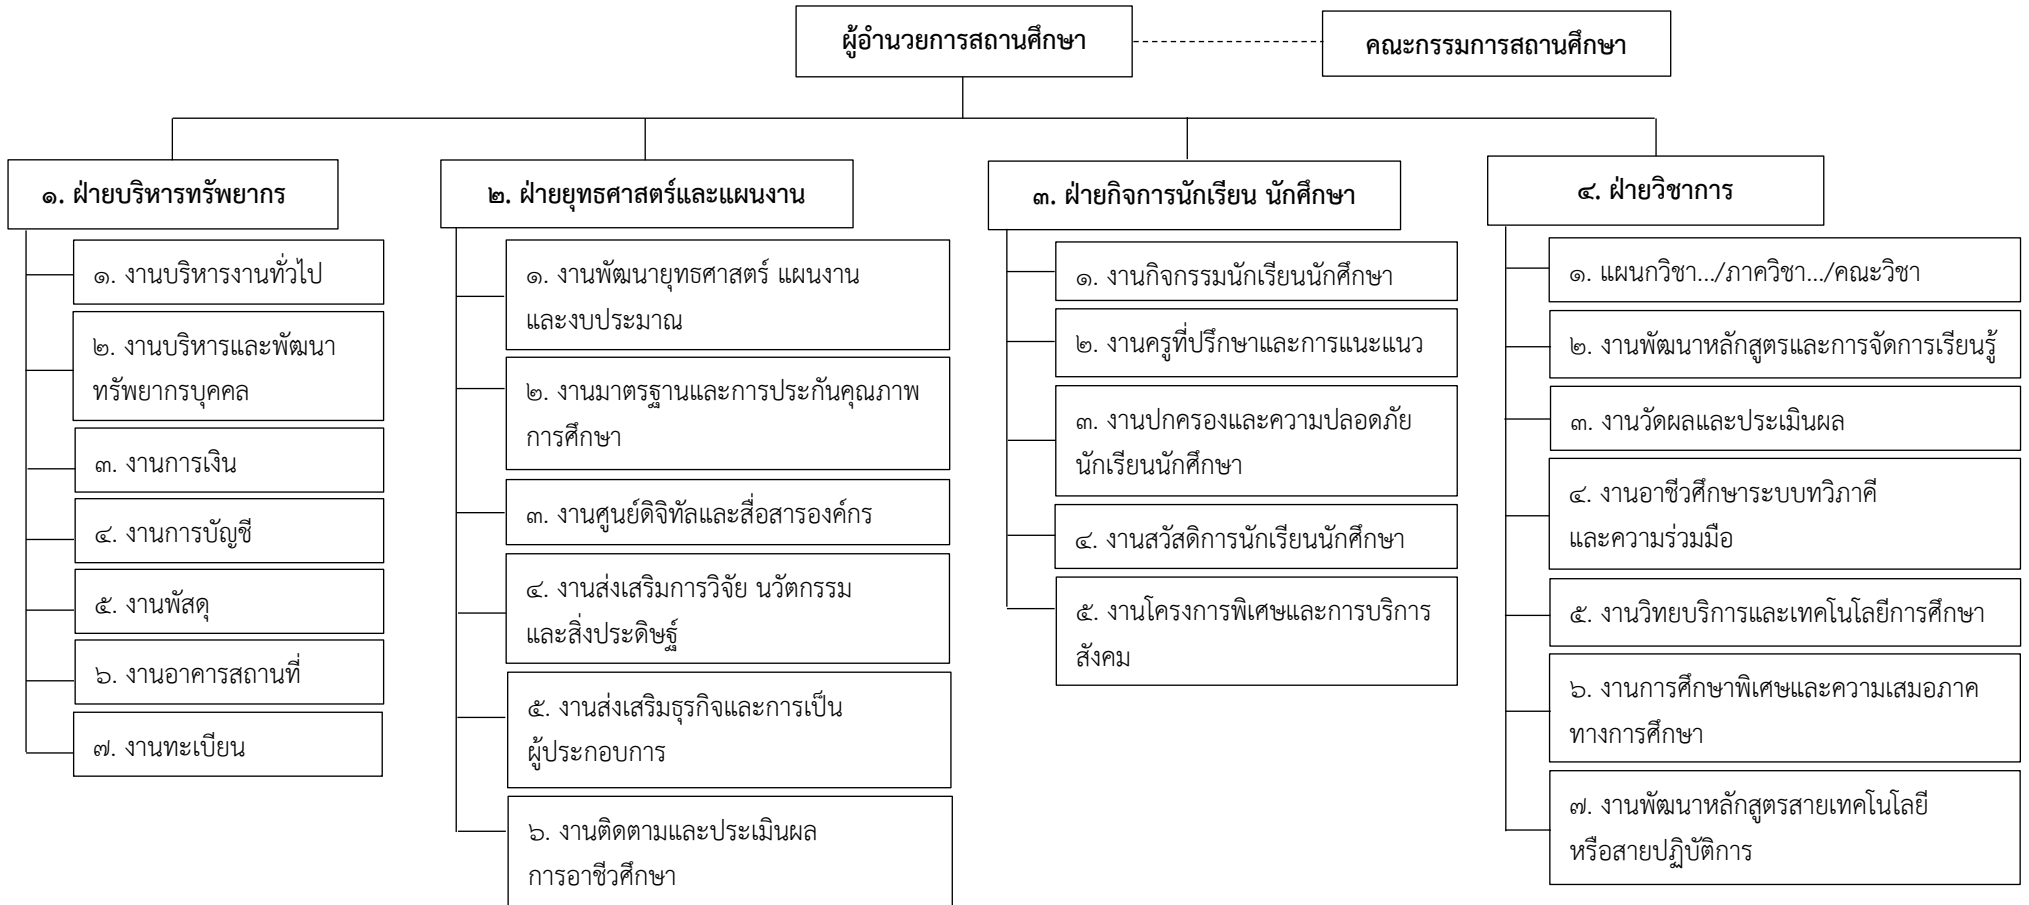 ผู้อำนวยการสถานศึกษา
คณะกรรมการสถานศึกษา
๑. ฝ่ายบริหารทรัพยากร
๑. งานบริหารงานทั่วไป
๒. งานบริหารและพัฒนา
ทรัพยากรบุคคล
๓. งานการเงิน
๔. งานการบัญชี
๕. งานพัสดุ
๖. งานอาคารสถานที่
๗. งานทะเบียน
๒. ฝ่ายยุทธศาสตร์และแผนงาน
๑. งานพัฒนายุทธศาสตร์ แผนงาน
และงบประมาณ
๒. งานมาตรฐานและการประกันคุณภาพ
การศึกษา
๓. งานศูนย์ดิจิทัลและสื่อสารองค์กร
๔. งานส่งเสริมการวิจัย นวัตกรรม
และสิ่งประดิษฐ์
๕. งานส่งเสริมธุรกิจและการเป็น
ผู้ประกอบการ
๖. งานติดตามและประเมินผล
การอาชีวศึกษา
๓. ฝ่ายกิจการนักเรียน นักศึกษา
๑. งานกิจกรรมนักเรียนนักศึกษา
๒. งานครูที่ปรึกษาและการแนะแนว
๓. งานปกครองและความปลอดภัย
นักเรียนนักศึกษา
๔. งานสวัสดิการนักเรียนนักศึกษา
๕. งานโครงการพิเศษและการบริการ
สังคม
๔. ฝ่ายวิชาการ
๑. แผนกวิชา.../ภาควิชา.../คณะวิชา
๒. งานพัฒนาหลักสูตรและการจัดการเรียนรู้
๓. งานวัดผลและประเมินผล
๔. งานอาชีวศึกษาระบบทวิภาคี
และความร่วมมือ
๕. งานวิทยบริการและเทคโนโลยีการศึกษา
๖. งานการศึกษาพิเศษและความเสมอภาค
ทางการศึกษา
๗. งานพัฒนาหลักสูตรสายเทคโนโลยี
หรือสายปฏิบัติการ